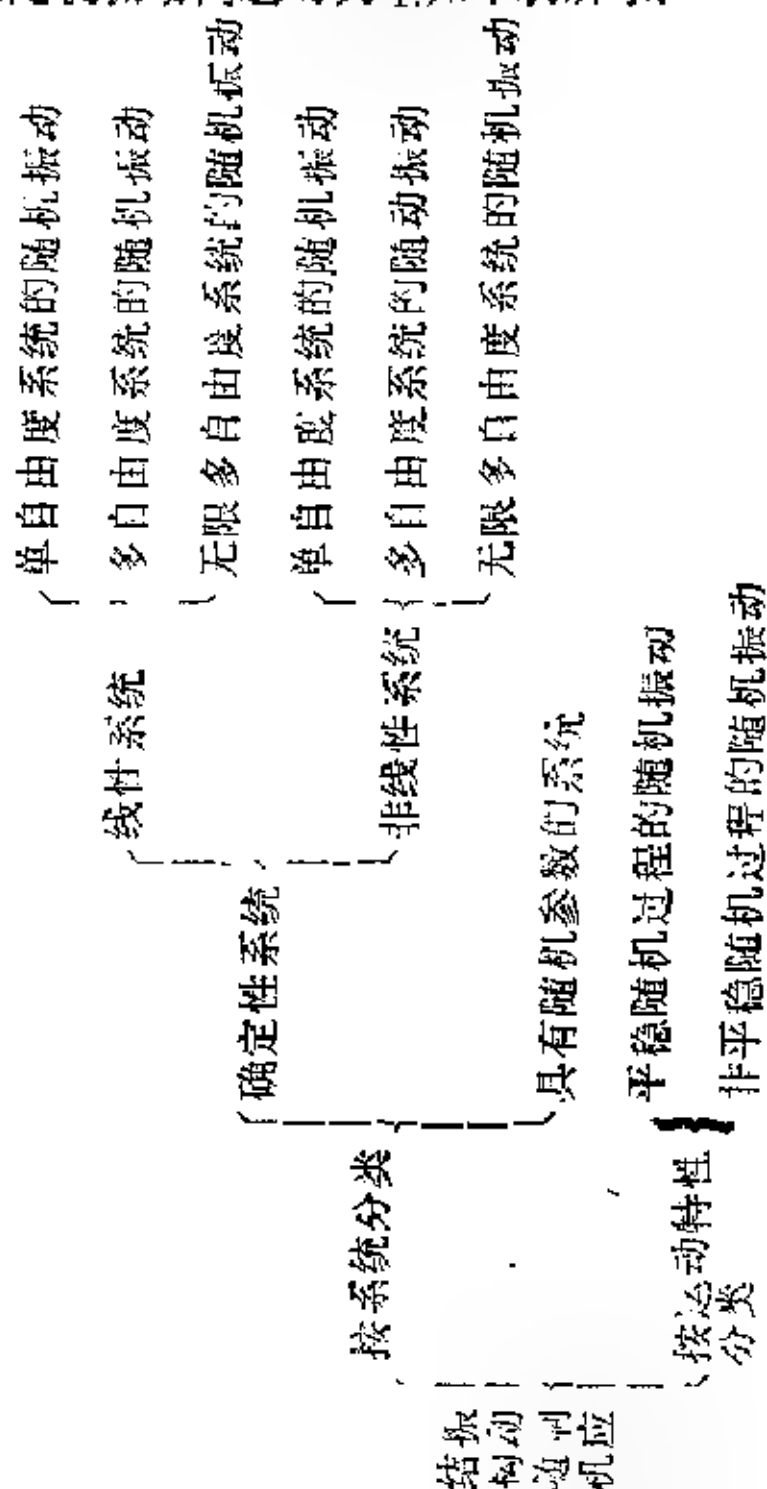 结构随机
振动响应
按系统分类
确定性系统
线性系统
单自由度系统的随机振动
多自由度系统的随机振动
无限多自由度系统的随机振动
非线性系统
单自由度系统的随机振动
多自由度系统的随动振动
无限多自由度系统的随机振动
具有随机参数的系统
按运动特性
分类
平稳随机过程的随机振动
非平稳随机过程的随机振动